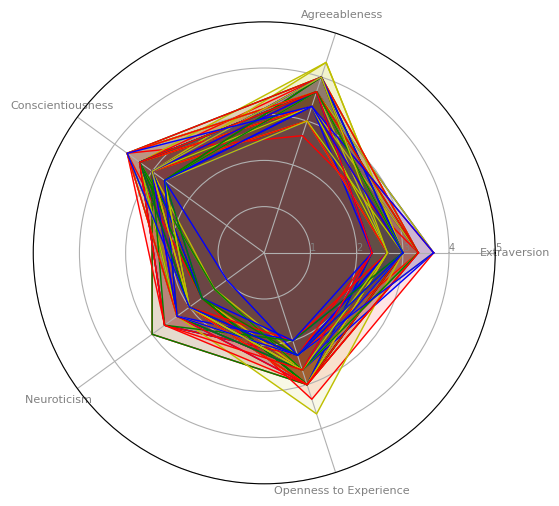 Agreeableness
Conscientiousness
1
2
4
5
Extraversion
Neuroticism
Openness to Experience